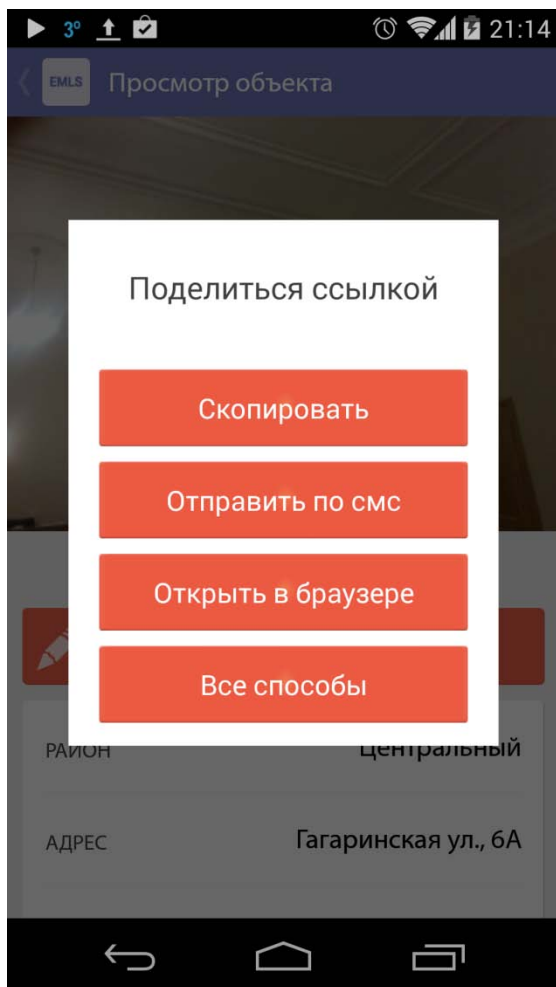 3° 21:14
EMLS Просмотр объекта
Поделиться ссылкой
Скопировать
Отправить по смс
Открыть в браузере
Все способы
РАЙОН Центральный
АДРЕС Гагаринская ул., 6А